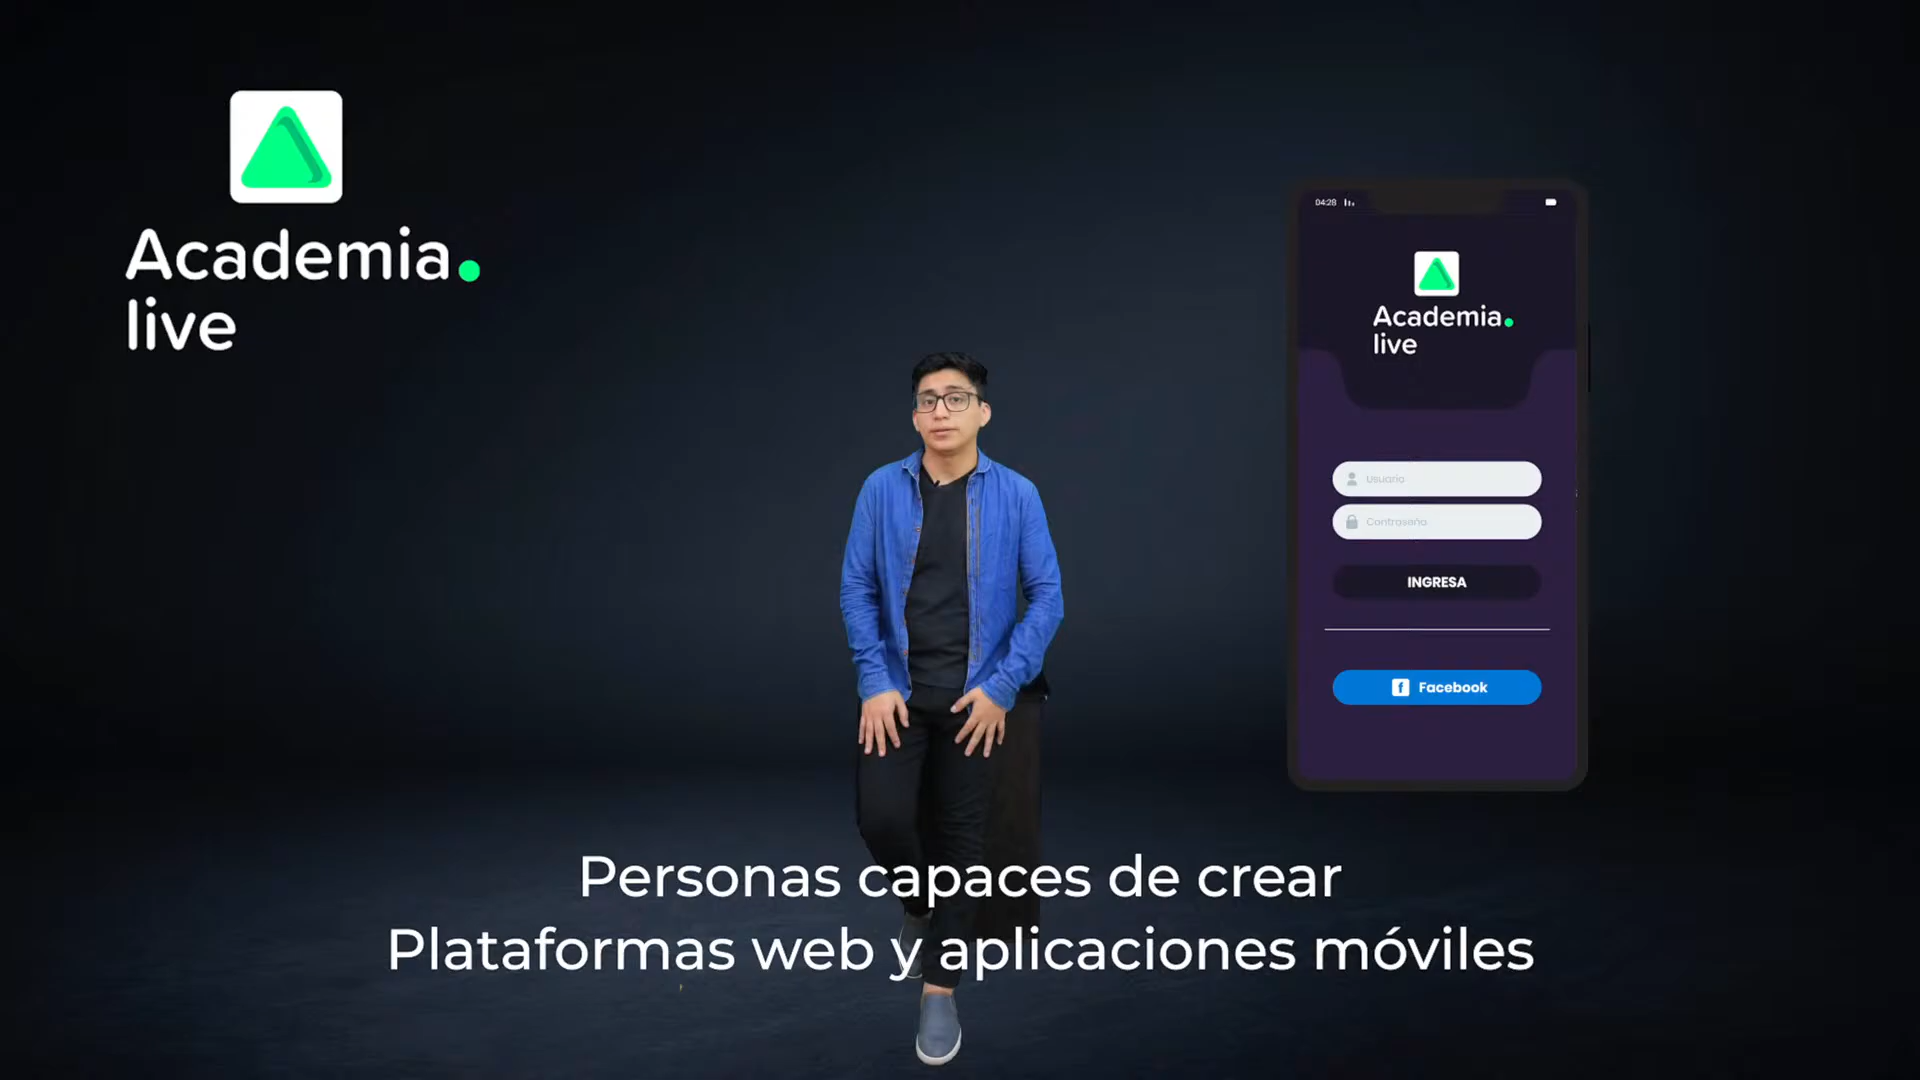 Academia.
live
04:28
Academia.
live
Usuario
Contraseña
INGRESA
Facebook
Personas capaces de crear
Plataformas web y aplicaciones móviles